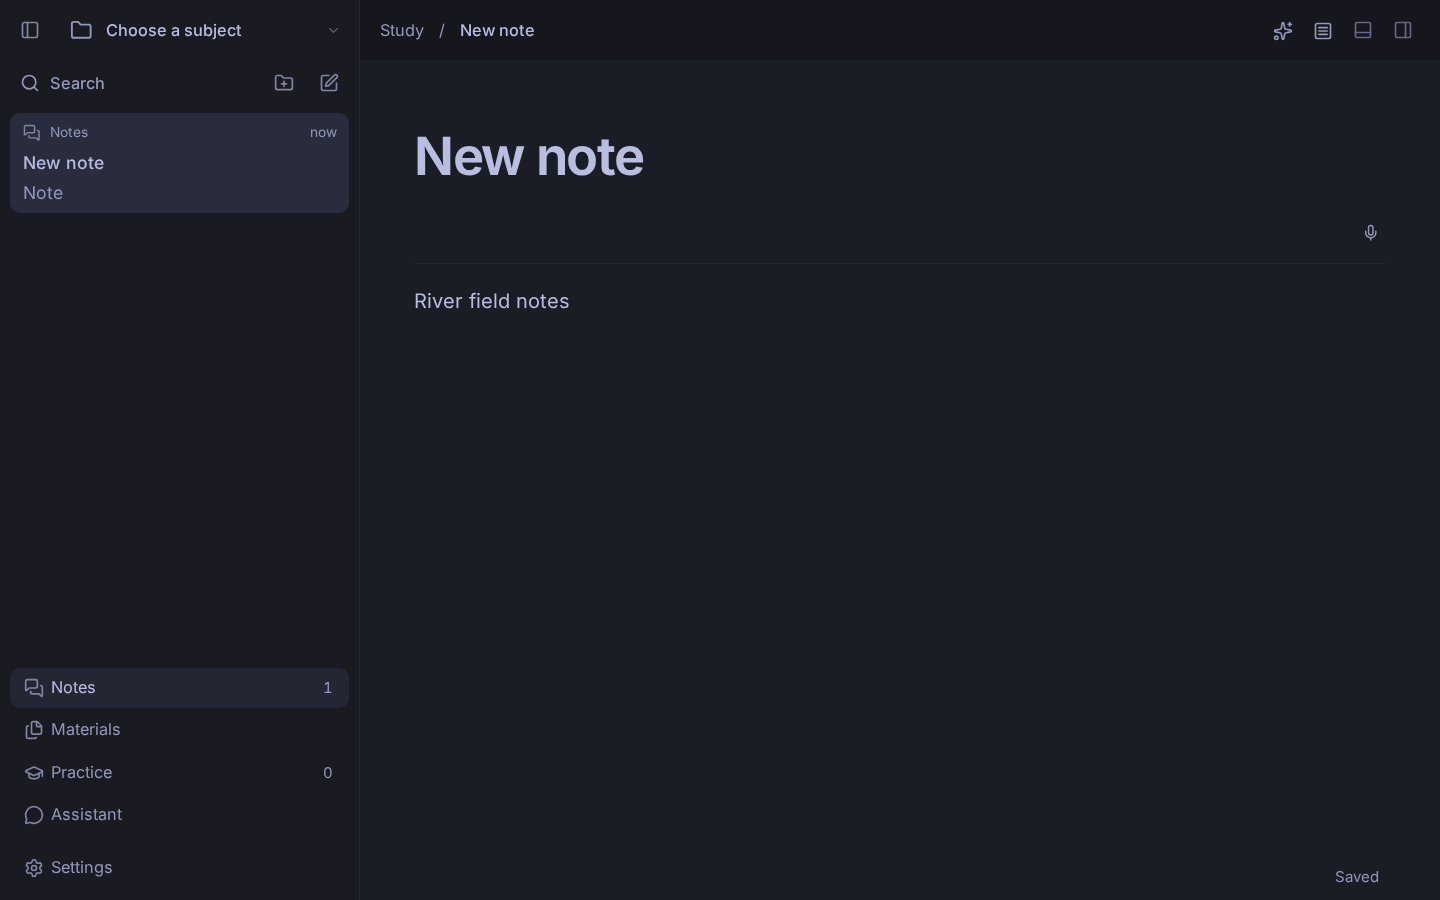 Choose a subject
Study / New note
Search
Notes now
New note
Note
New note
River field notes
Notes 1
Materials
Practice 0
Assistant
Settings
Saved